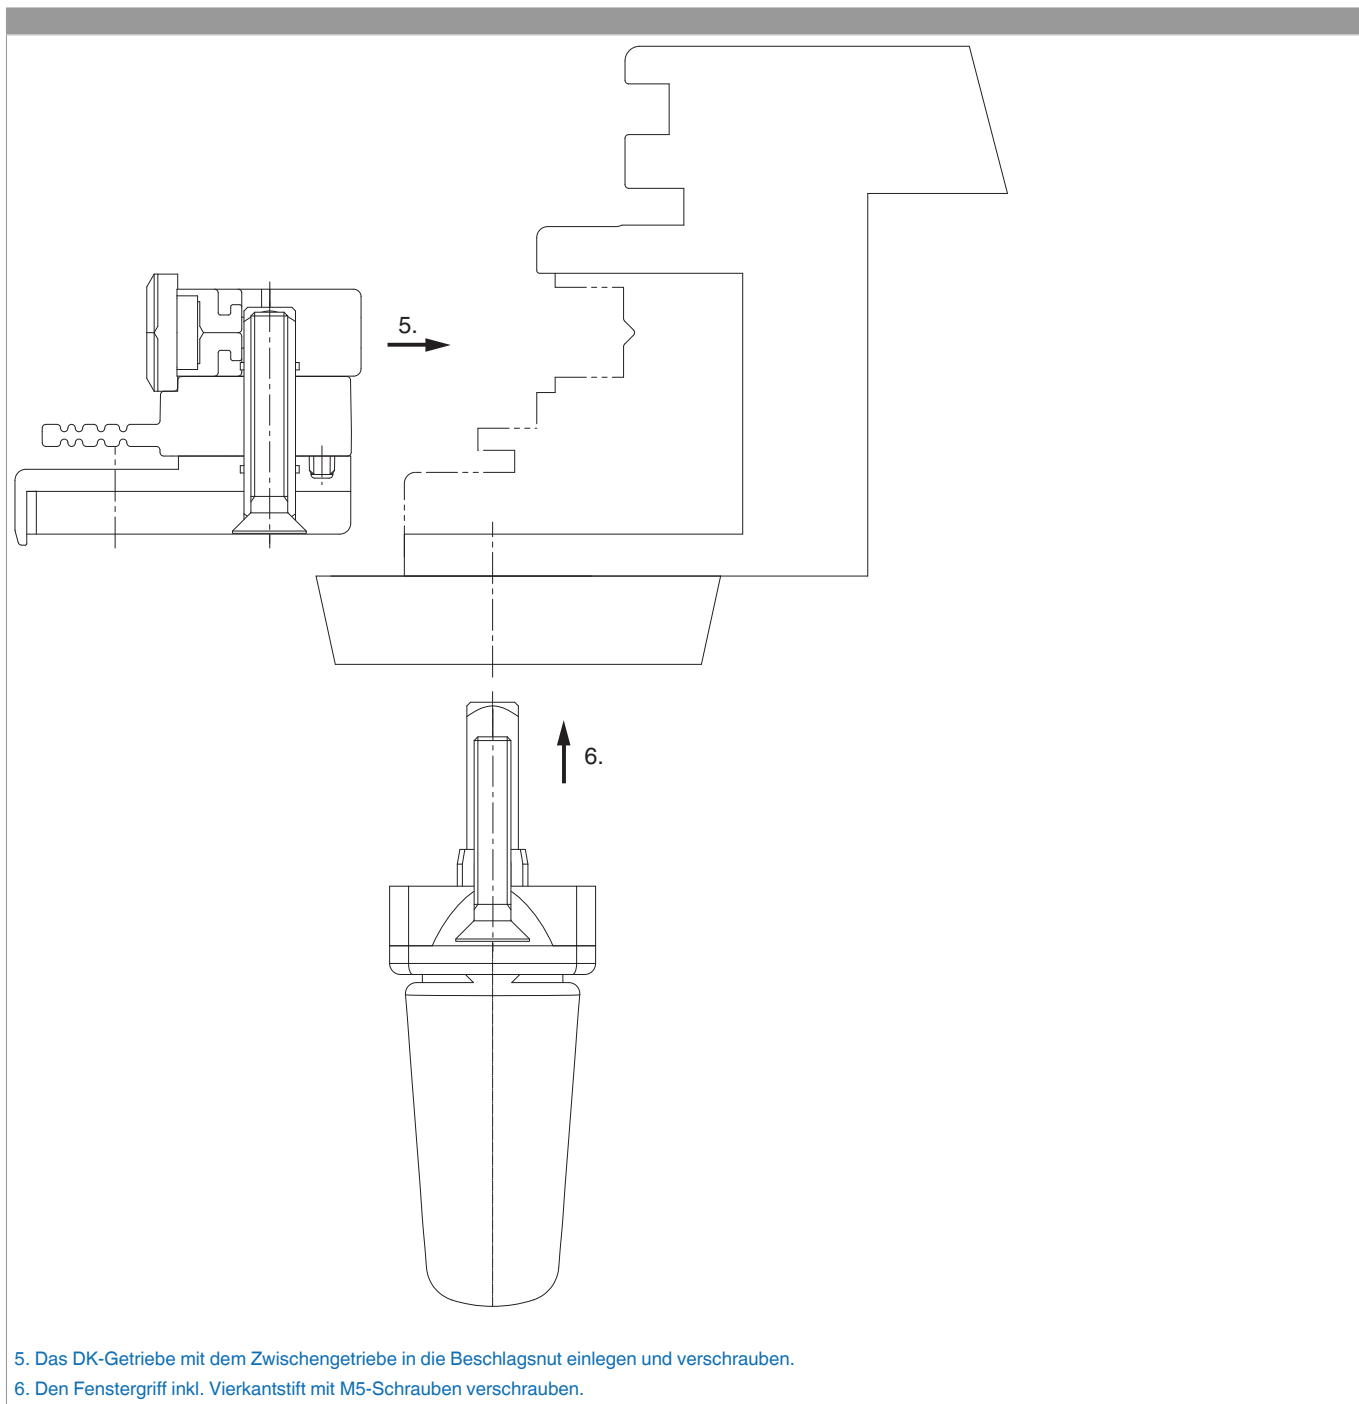 5.
6.
5. Das DK-Getriebe mit dem Zwischengetriebe in die Beschlagsnut einlegen und verschrauben.
6. Den Fenstergriff inkl. Vierkantstift mit M5-Schrauben verschrauben.